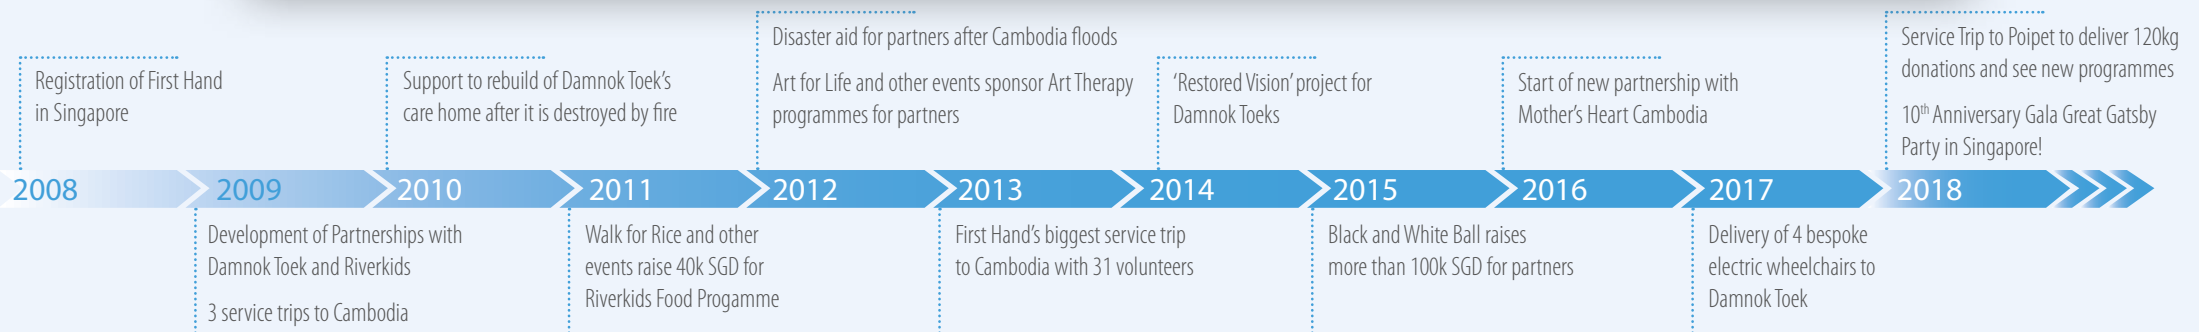 Registration of First Hand
in Singapore
Support to rebuild of Damnok Toek's
care home after it is destroyed by fire
Disaster aid for partners after Cambodia floods
Art for Life and other events sponsor Art Therapy
programmes for partners
'Restored Vision' project for
Damnok Toeks
Start of new partnership with
Mother's Heart Cambodia
Service Trip to Poipet to deliver 120kg
donations and see new programmes
10th Anniversary Gala Great Gatsby
Party in Singapore!
2008 2009 2010 2011 2012 2013 2014 2015 2016 2017 2018
Development of Partnerships with
Damnok Toek and Riverkids
3 service trips to Cambodia
Walk for Rice and other
events raise 40k SGD for
Riverkids Food Progamme
First Hand's biggest service trip
to Cambodia with 31 volunteers
Black and White Ball raises
more than 100k SGD for partners
Delivery of 4 bespoke
electric wheelchairs to
Damnok Toek